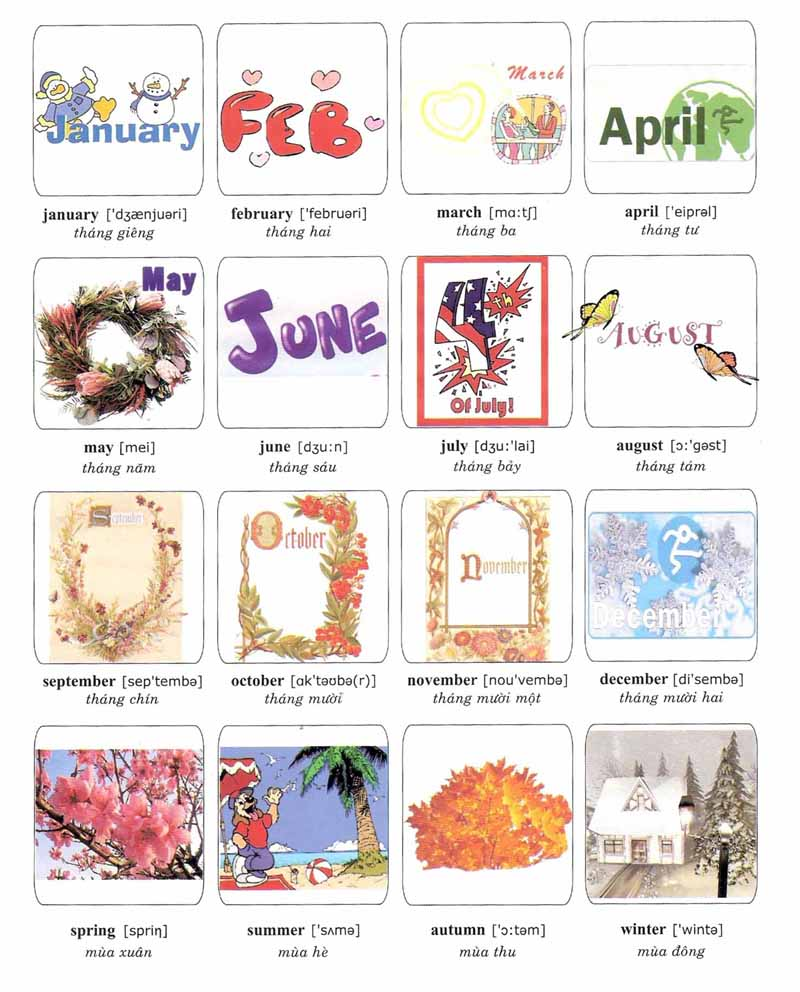 January
FEB
March
April
january ['dʒænjuəri]
february ['februəri]
march [mɑ:tʃ]
april ['eiprəl]
tháng giêng
tháng hai
tháng ba
tháng tư
May
JUNE
4th
Of July!
AUGUST
may [mei]
june [dʒu:n]
july [dʒu:'lai]
august [ɔ:'gəst]
tháng năm
tháng sáu
tháng bảy
tháng tám
September
October
November
December
september [sep'tembə]
october [ɑk'təʊbə(r)]
november [nou'vembə]
december [di'sembə]
tháng chín
tháng mười
tháng mười một
tháng mười hai
spring [spriη]
summer ['sʌmə]
autumn ['ɔ:təm]
winter ['wintə]
mùa xuân
mùa hè
mùa thu
mùa đông